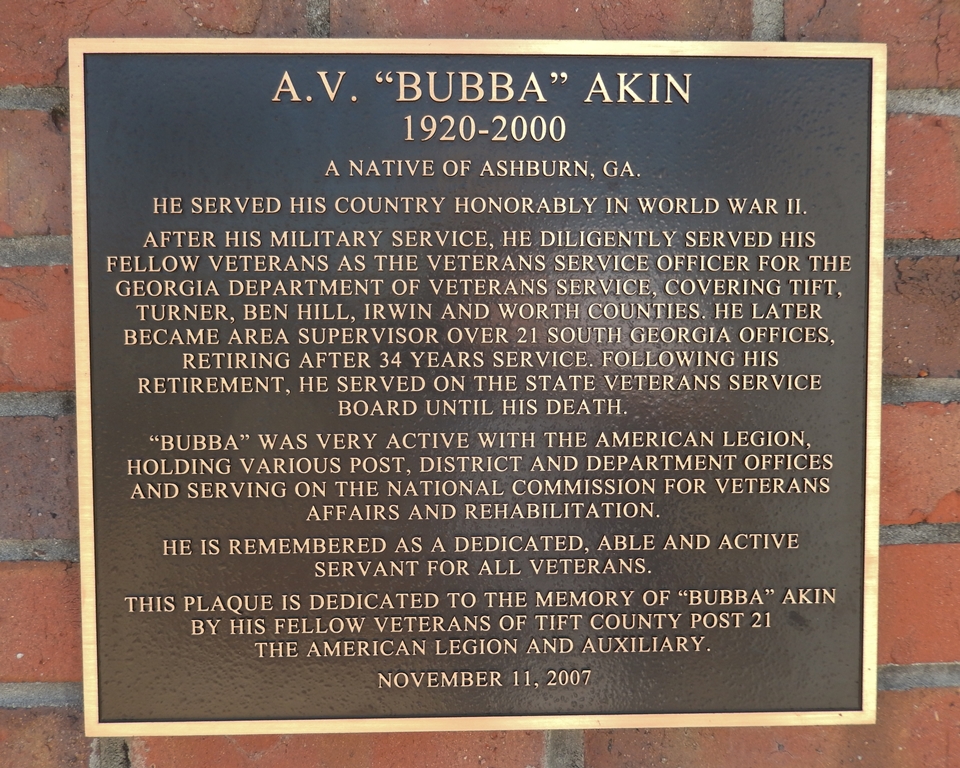 A.V. “BUBBA” AKIN
1920-2000
A NATIVE OF ASHBURN, GA.
HE SERVED HIS COUNTRY HONORABLY IN WORLD WAR II.
AFTER HIS MILITARY SERVICE, HE DILIGENTLY SERVED HIS
FELLOW VETERANS AS THE VETERANS SERVICE OFFICER FOR THE
GEORGIA DEPARTMENT OF VETERANS SERVICE, COVERING TIFT,
TURNER, BEN HILL, IRWIN AND WORTH COUNTIES. HE LATER
BECAME AREA SUPERVISOR OVER 21 SOUTH GEORGIA OFFICES,
RETIRING AFTER 34 YEARS SERVICE. FOLLOWING HIS
RETIREMENT, HE SERVED ON THE STATE VETERANS SERVICE
BOARD UNTIL HIS DEATH.
“BUBBA” WAS VERY ACTIVE WITH THE AMERICAN LEGION,
HOLDING VARIOUS POST, DISTRICT AND DEPARTMENT OFFICES
AND SERVING ON THE NATIONAL COMMISSION FOR VETERANS
AFFAIRS AND REHABILITATION.
HE IS REMEMBERED AS A DEDICATED, ABLE AND ACTIVE
SERVANT FOR ALL VETERANS.
THIS PLAQUE IS DEDICATED TO THE MEMORY OF “BUBBA” AKIN
BY HIS FELLOW VETERANS OF TIFT COUNTY POST 21
THE AMERICAN LEGION AND AUXILIARY.
NOVEMBER 11, 2007